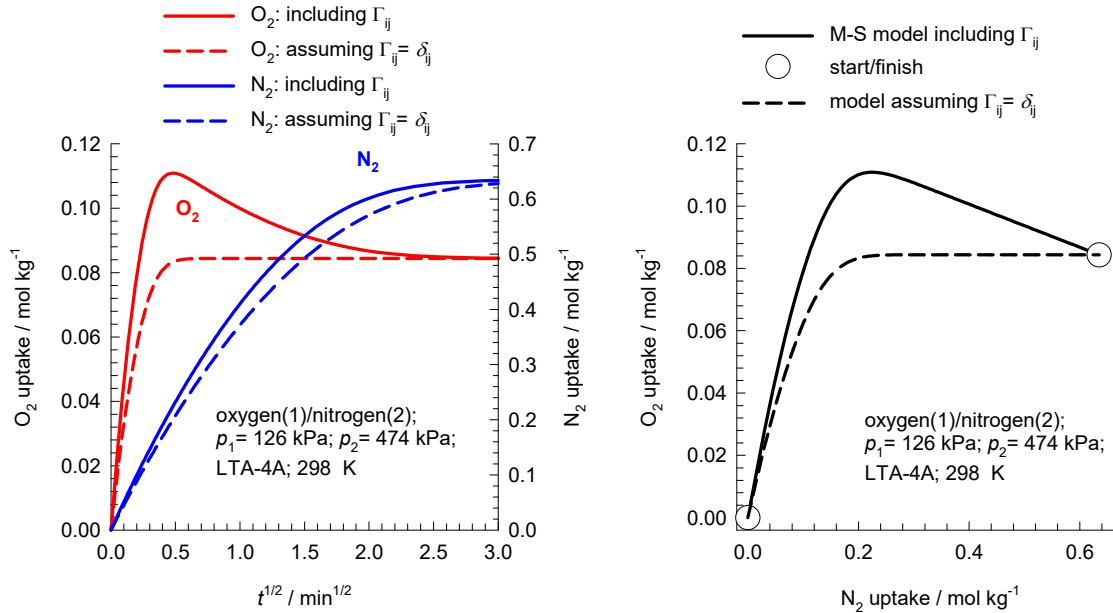 O₂: including Γᵢⱼ
O₂: assuming Γᵢⱼ= δᵢⱼ
N₂: including Γᵢⱼ
N₂: assuming Γᵢⱼ= δᵢⱼ
O₂ uptake / mol kg⁻¹
0.12
0.10
0.08
0.06
0.04
0.02
0.00
N₂
O₂
oxygen(1)/nitrogen(2);
p₁= 126 kPa; p₂= 474 kPa;
LTA-4A; 298 K
0.7
0.6
0.5
0.4
0.3
0.2
0.1
0.0
N₂ uptake / mol kg⁻¹
0.0 0.5 1.0 1.5 2.0 2.5 3.0
t¹ᐟ² / min¹ᐟ²
M-S model including Γᵢⱼ
start/finish
model assuming Γᵢⱼ= δᵢⱼ
O₂ uptake / mol kg⁻¹
0.12
0.10
0.08
0.06
0.04
0.02
0.00
oxygen(1)/nitrogen(2);
p₁= 126 kPa; p₂= 474 kPa;
LTA-4A; 298 K
0.0 0.2 0.4 0.6
N₂ uptake / mol kg⁻¹